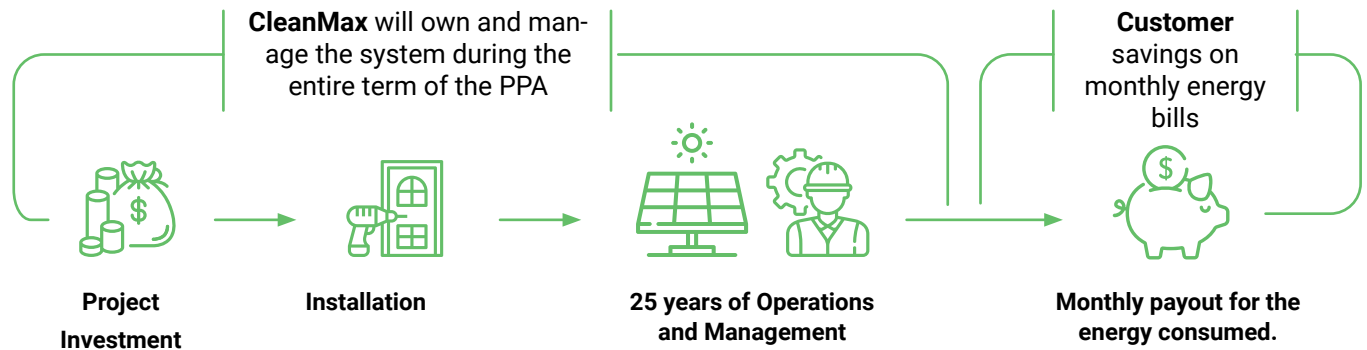 CleanMax will own and man-
age the system during the
entire term of the PPA
Customer
savings on
monthly energy
bills
$
$
Project
Investment
Installation
25 years of Operations
and Management
Monthly payout for the
energy consumed.